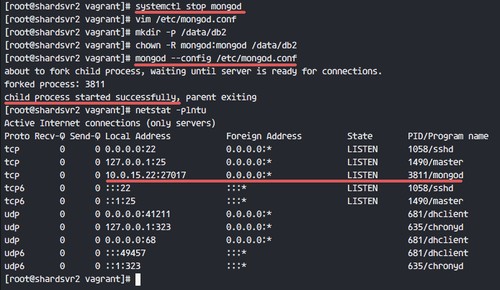 [root@shardsvr2 vagrant]# systemctl stop mongod
[root@shardsvr2 vagrant]# vim /etc/mongod.conf
[root@shardsvr2 vagrant]# mkdir -p /data/db2
[root@shardsvr2 vagrant]# chown -R mongod:mongod /data/db2
[root@shardsvr2 vagrant]# mongod --config /etc/mongod.conf
about to fork child process, waiting until server is ready for connections.
forked process: 3811
child process started successfully, parent exiting
[root@shardsvr2 vagrant]# netstat -plntu
Active Internet connections (only servers)
Proto Recv-Q Send-Q Local Address Foreign Address State PID/Program name
tcp 0 0 0.0.0.0:22 0.0.0.0:* LISTEN 1058/sshd
tcp 0 0 127.0.0.1:25 0.0.0.0:* LISTEN 1490/master
tcp 0 0 10.0.15.22:27017 0.0.0.0:* LISTEN 3811/mongod
tcp6 0 0 :::22 :::* LISTEN 1058/sshd
tcp6 0 0 ::1:25 :::* LISTEN 1490/master
udp 0 0 0.0.0.0:41211 0.0.0.0:* 681/dhclient
udp 0 0 127.0.0.1:323 0.0.0.0:* 635/chronyd
udp 0 0 0.0.0.0:68 0.0.0.0:* 681/dhclient
udp6 0 0 :::49457 :::* 681/dhclient
udp6 0 0 ::1:323 :::* 635/chronyd
[root@shardsvr2 vagrant]#